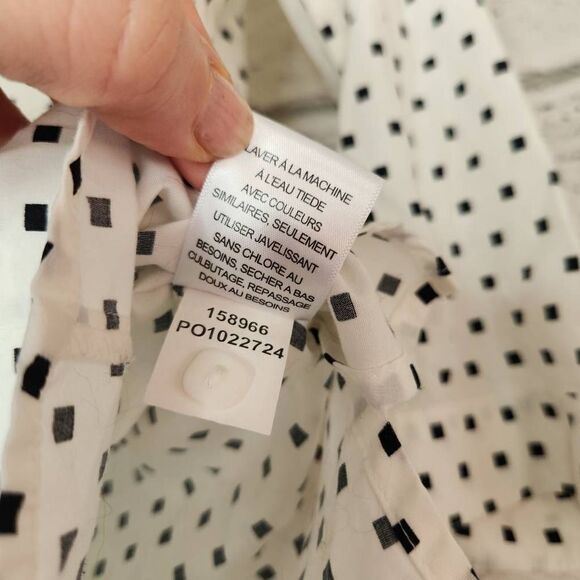 LAVER À LA MACHINE
À L'EAU TIEDE
AVEC COULEURS
SIMILAIRES, SEULEMENT
UTILISER JAVELISSANT
SANS CHLORE AU
BESOINS, SECHER A BAS
CULBUTAGE, REPASSAGE
DOUX AU BESOINS
158966
PO1022724